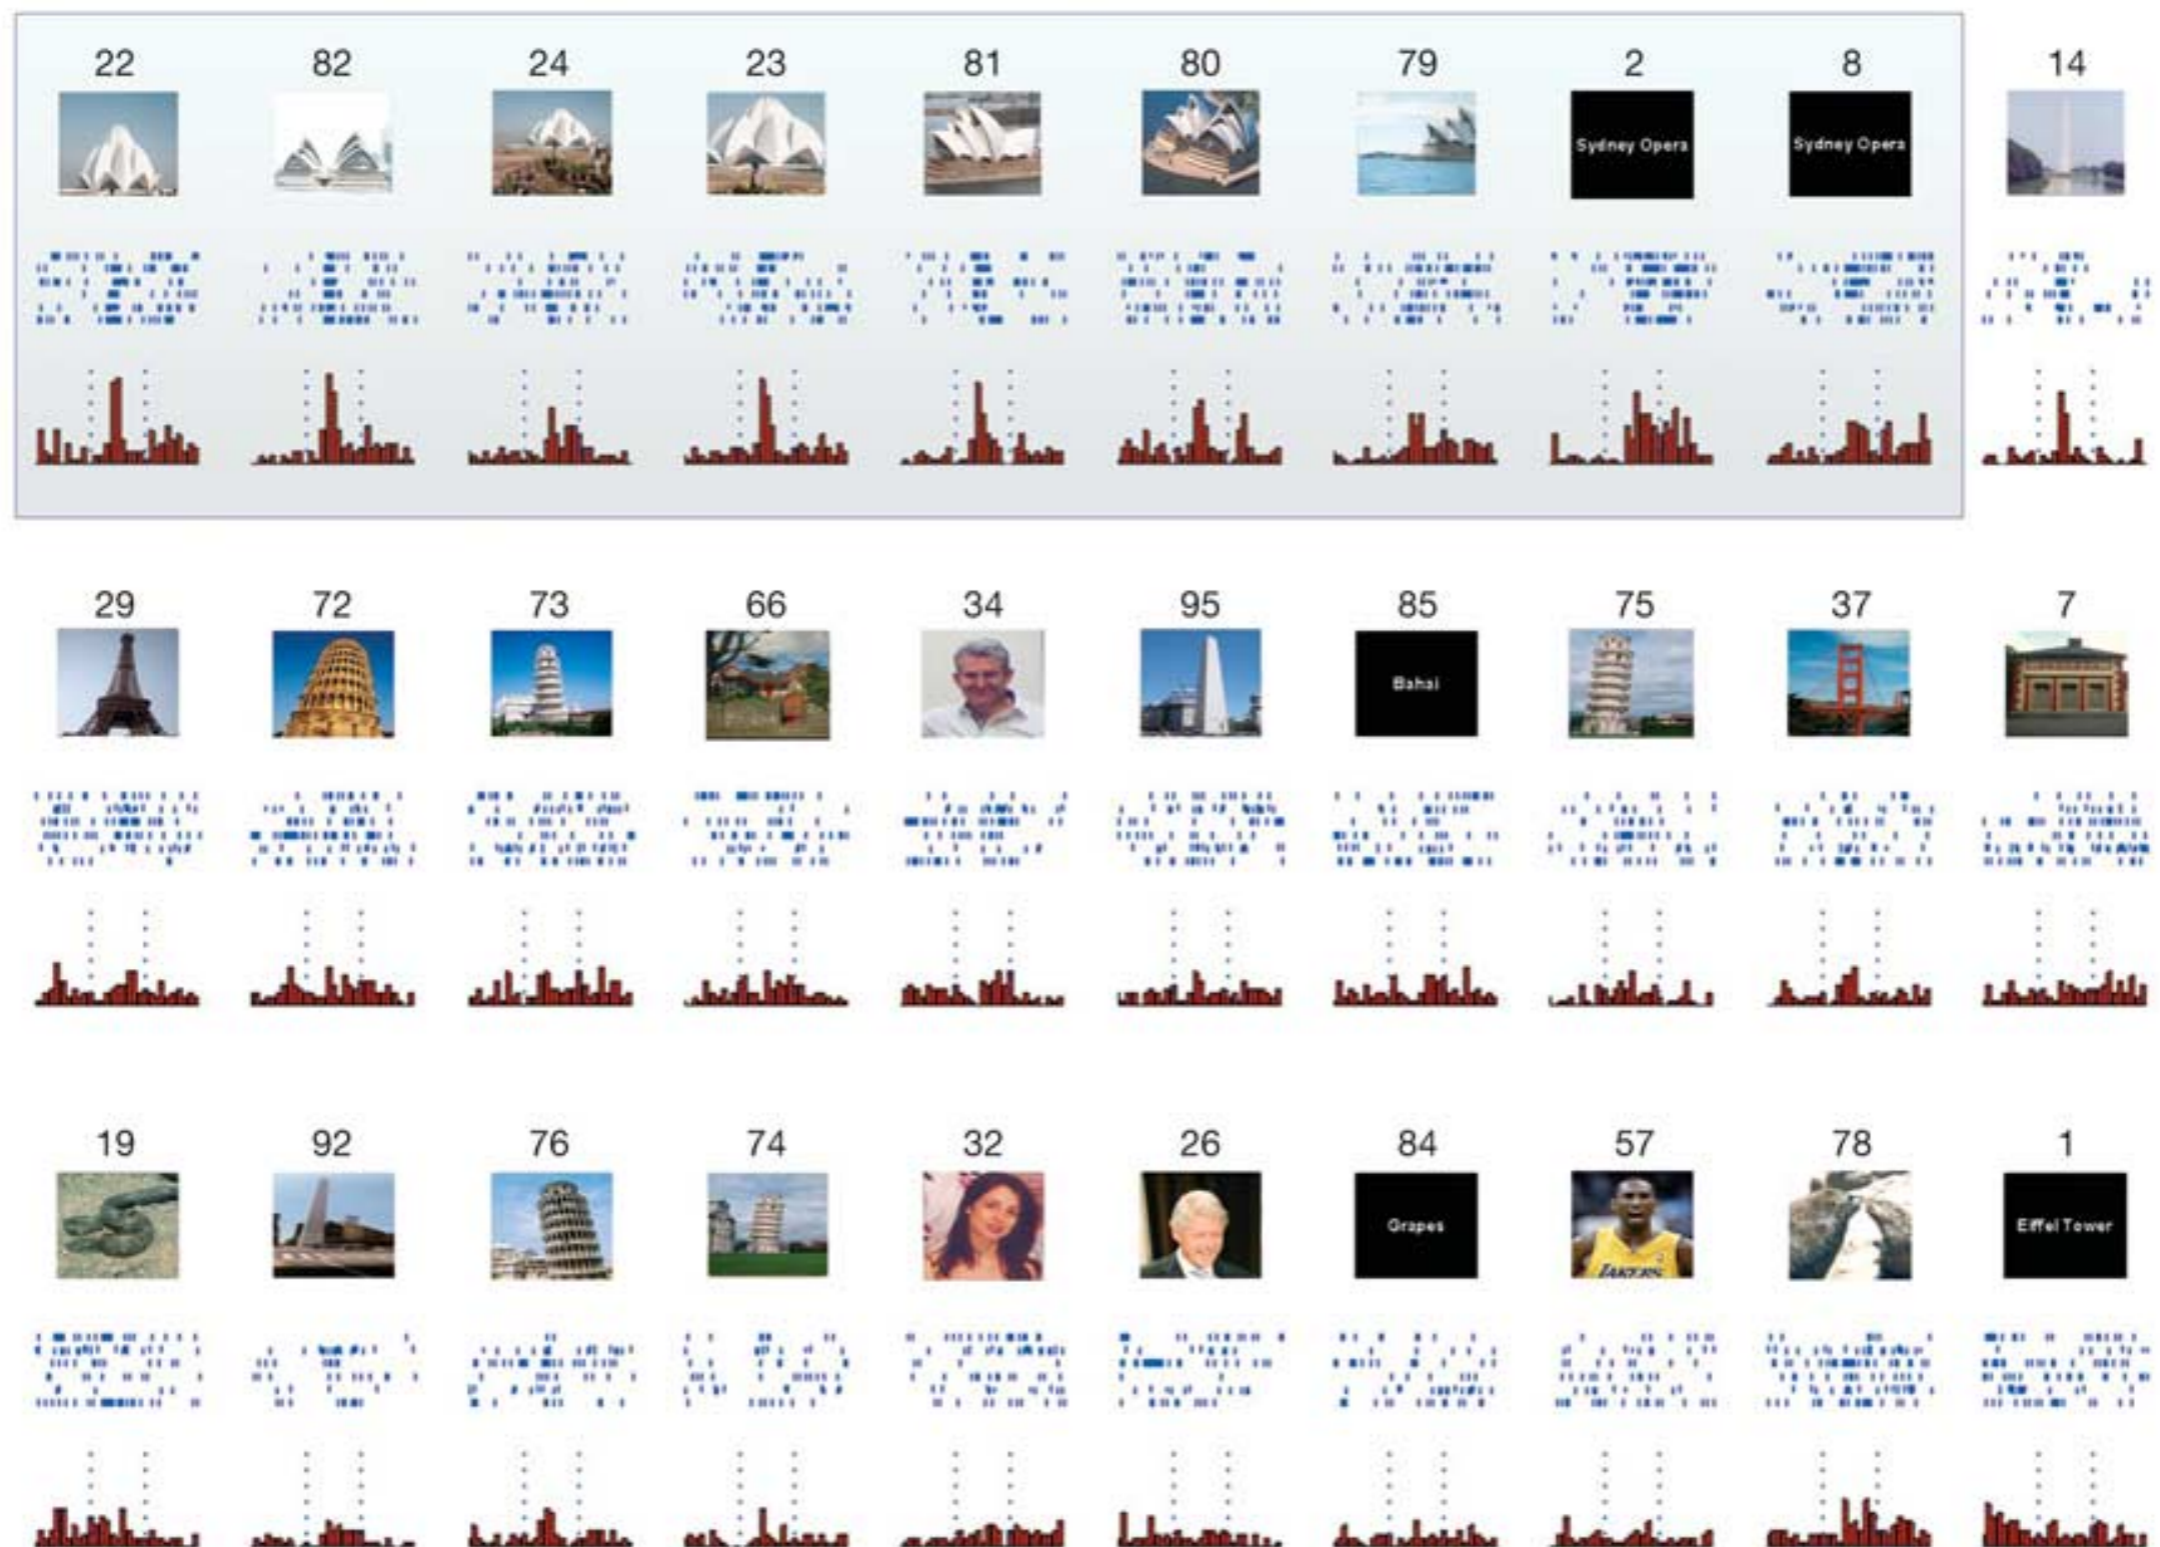 22 82 24 23 81 80 79 2 8 14
Sydney Opera Sydney Opera
29 72 73 66 34 95 85 75 37 7
Bahai
19 92 76 74 32 26 84 57 78 1
Grapes Eiffel Tower
LAKERS